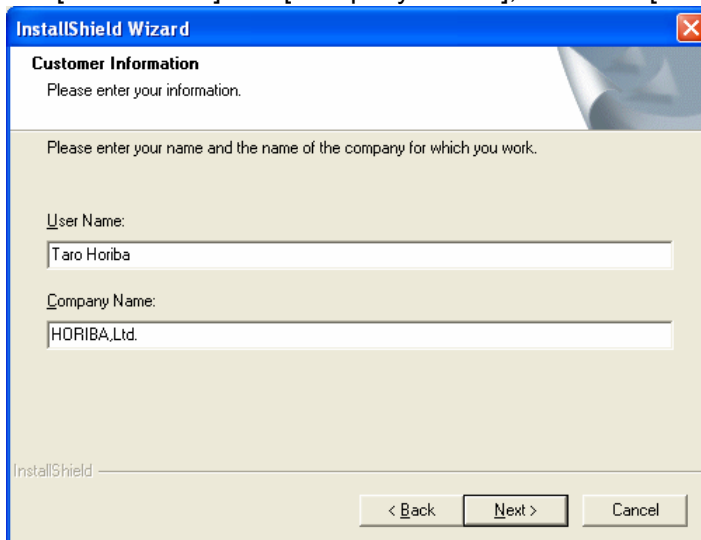 InstallShield Wizard
Customer Information
Please enter your information.
Please enter your name and the name of the company for which you work.
User Name:
Taro Horiba
Company Name:
HORIBA,Ltd.
InstallShield
< Back Next > Cancel